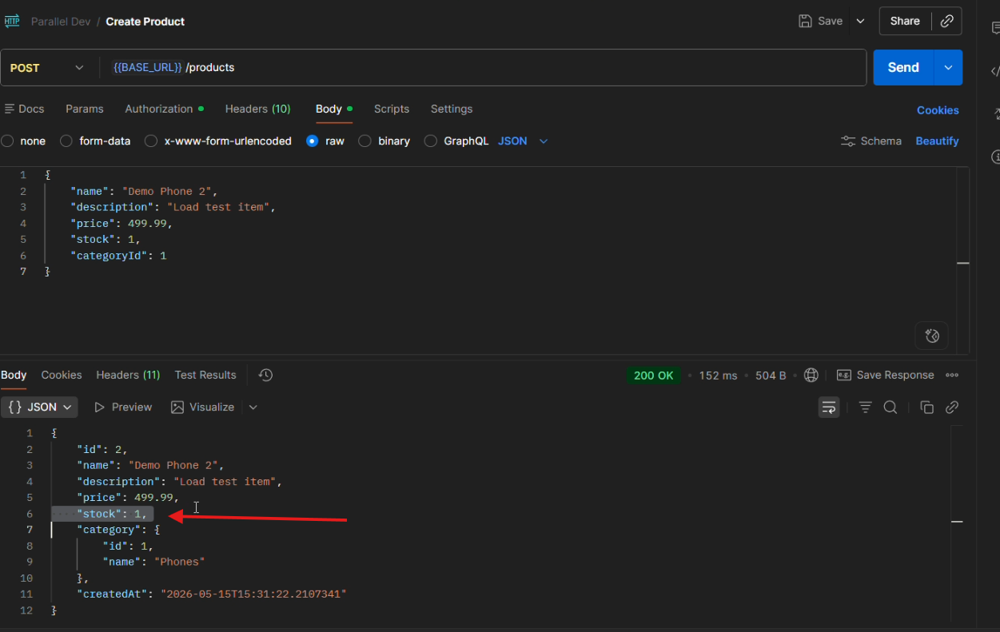 HTTP Parallel Dev / Create Product Save Share
POST {{BASE_URL}} /products Send
Docs Params Authorization Headers (10) Body Scripts Settings Cookies
none form-data x-www-form-urlencoded raw binary GraphQL JSON Schema Beautify
1 {
2 "name": "Demo Phone 2",
3 "description": "Load test item",
4 "price": 499.99,
5 "stock": 1,
6 "categoryId": 1
7 }
Body Cookies Headers (11) Test Results 200 OK • 152 ms • 504 B • e.g. Save Response
{} JSON Preview Visualize
1 {
2 "id": 2,
3 "name": "Demo Phone 2",
4 "description": "Load test item",
5 "price": 499.99,
6 "stock": 1,
7 "category": {
8 "id": 1,
9 "name": "Phones"
10 },
11 "createdAt": "2026-05-15T15:31:22.2107341"
12 }